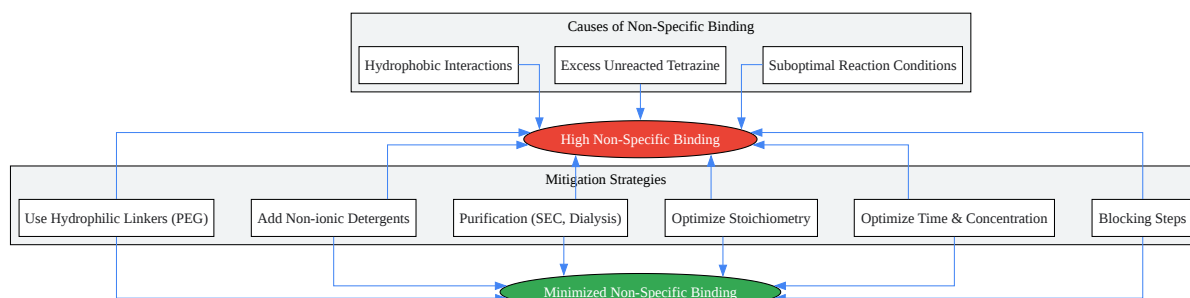 Causes of Non-Specific Binding
Hydrophobic Interactions
Excess Unreacted Tetrazine
Suboptimal Reaction Conditions
High Non-Specific Binding
Mitigation Strategies
Use Hydrophilic Linkers (PEG)
Add Non-ionic Detergents
Purification (SEC, Dialysis)
Optimize Stoichiometry
Optimize Time & Concentration
Blocking Steps
Minimized Non-Specific Binding